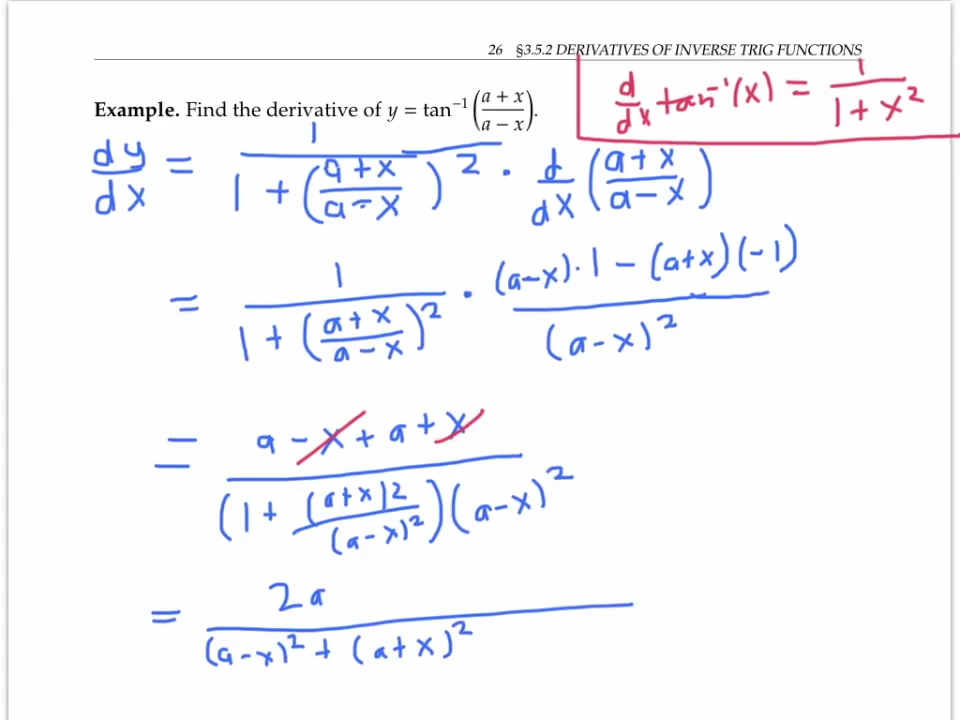 26 §3.5.2 DERIVATIVES OF INVERSE TRIG FUNCTIONS
d/dx tan⁻¹(x) = 1/(1 + x²)
Example. Find the derivative of y = tan⁻¹((a + x)/(a − x)).
dy/dx = 1/(1 + ((a+x)/(a−x))²) · d/dx((a+x)/(a−x))
= 1/(1 + ((a+x)/(a−x))²) · ((a−x)·1 − (a+x)(−1))/(a−x)²
= (a − x + a + x)/((1 + (a+x)2/(a−x)²)(a−x)²)
= 2a/((a−x)² + (a+x)²)